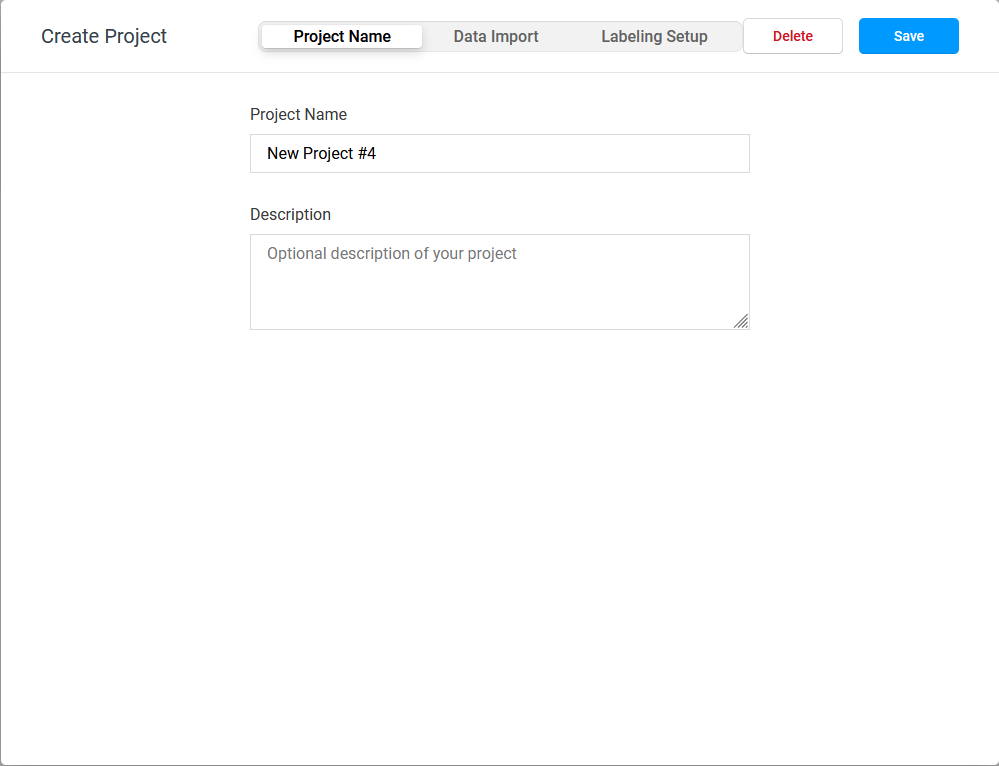 Create Project
Project Name Data Import Labeling Setup
Delete
Save
Project Name
New Project #4
Description
Optional description of your project